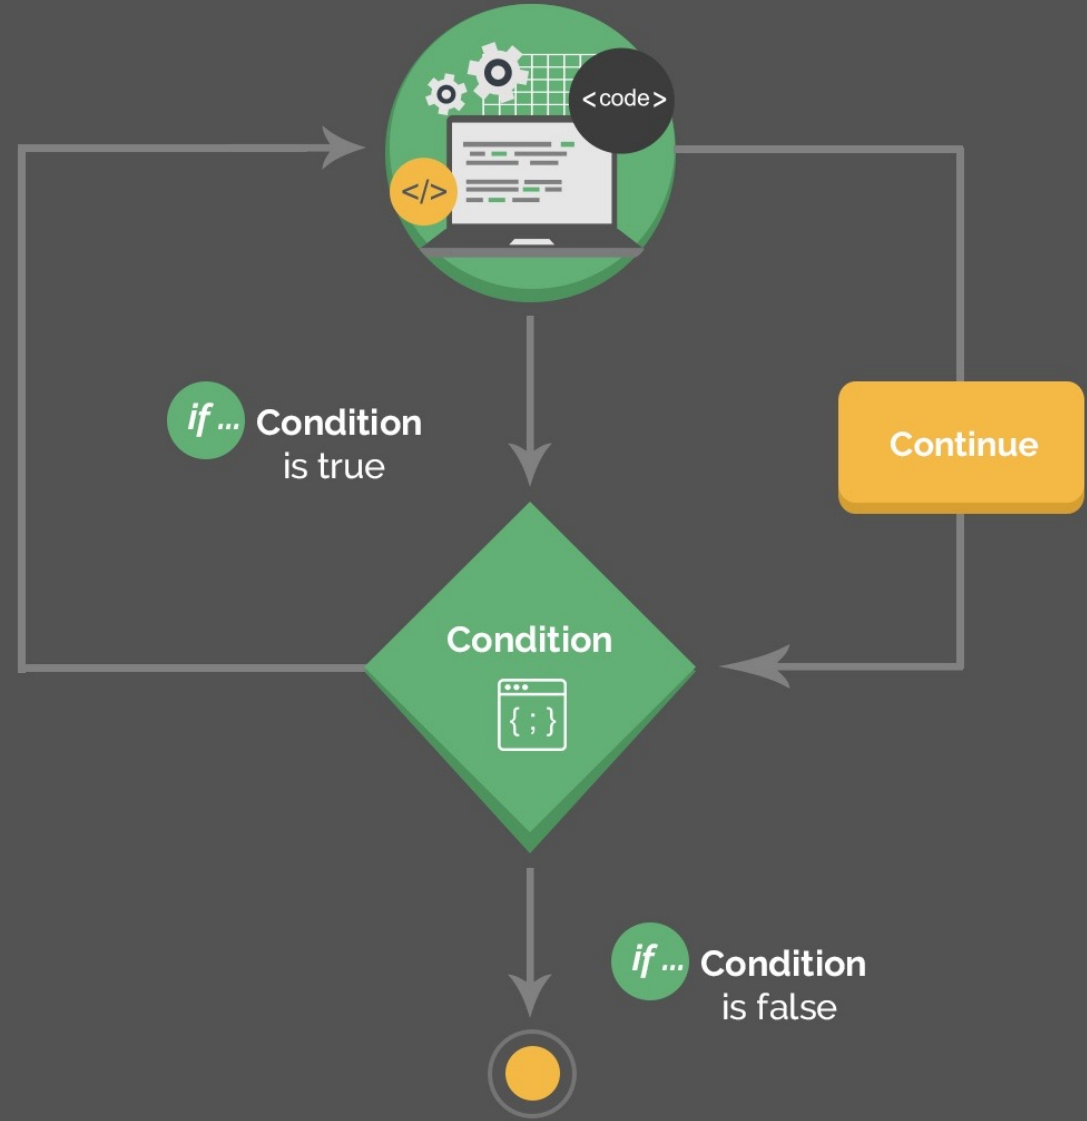 <code>
</>
if ... Condition
is true
Continue
Condition
{ ; }
if ... Condition
is false